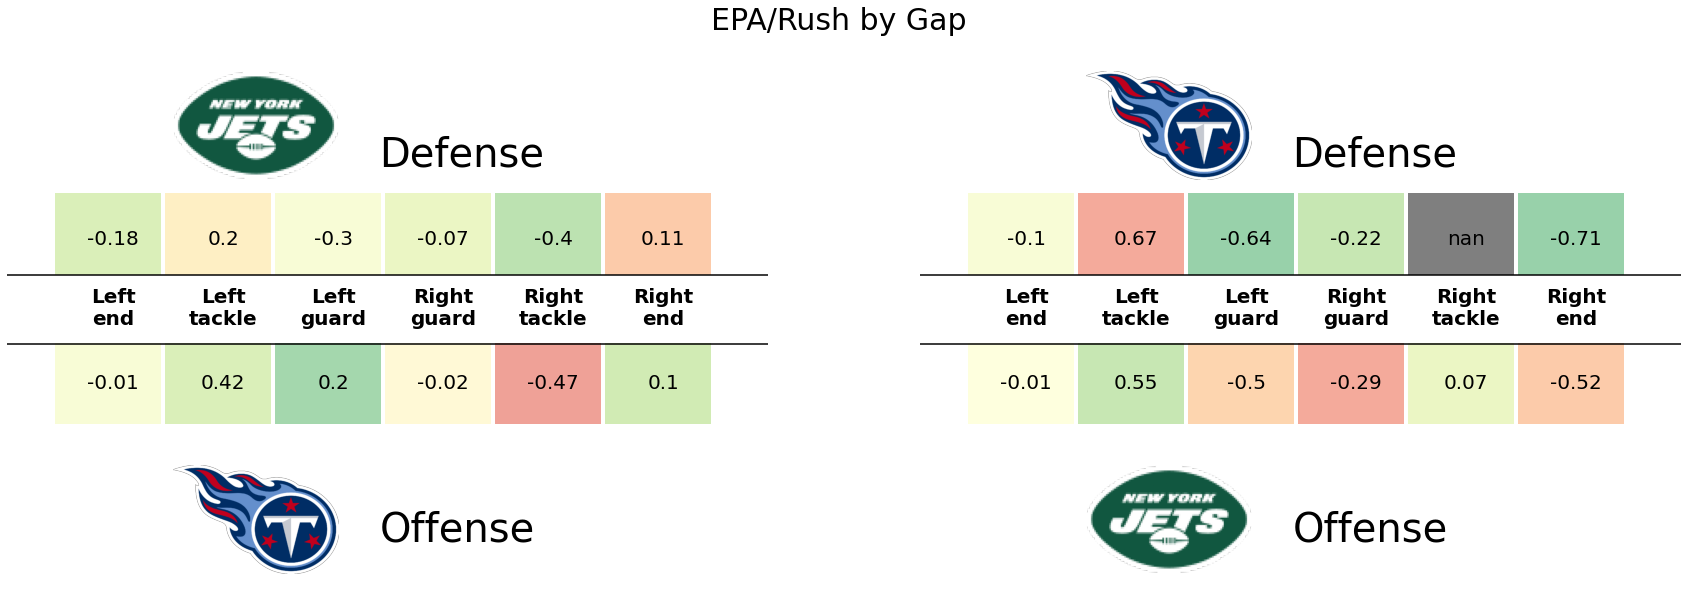 EPA/Rush by Gap
NEW YORK
JETS
Defense
-0.18 0.2 -0.3 -0.07 -0.4 0.11
Left end Left tackle Left guard Right guard Right tackle Right end
-0.01 0.42 0.2 -0.02 -0.47 0.1
T
Offense
T
Defense
-0.1 0.67 -0.64 -0.22 nan -0.71
Left end Left tackle Left guard Right guard Right tackle Right end
-0.01 0.55 -0.5 -0.29 0.07 -0.52
NEW YORK
JETS
Offense